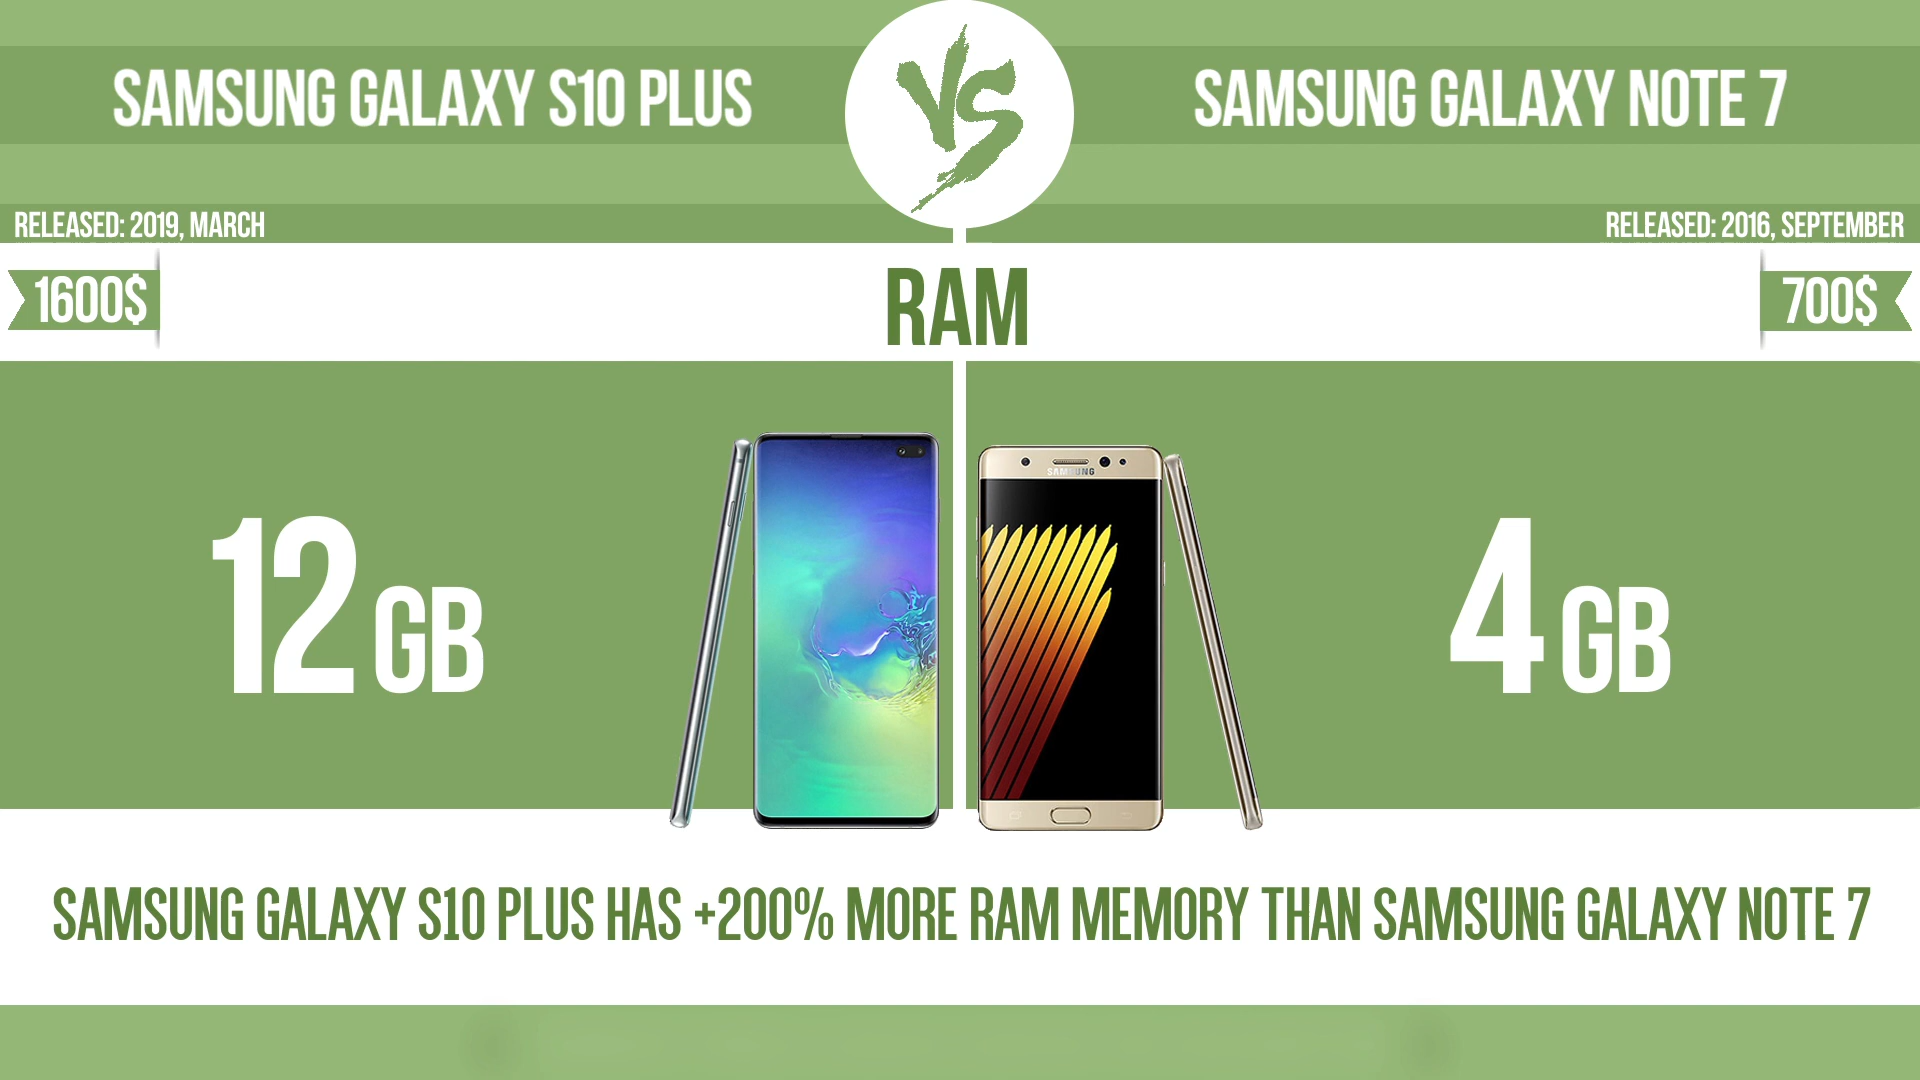 SAMSUNG GALAXY S10 PLUS
VS
SAMSUNG GALAXY NOTE 7
RELEASED: 2019, MARCH
RELEASED: 2016, SEPTEMBER
1600$
RAM
700$
SAMSUNG
12 GB
4 GB
SAMSUNG GALAXY S10 PLUS HAS +200% MORE RAM MEMORY THAN SAMSUNG GALAXY NOTE 7